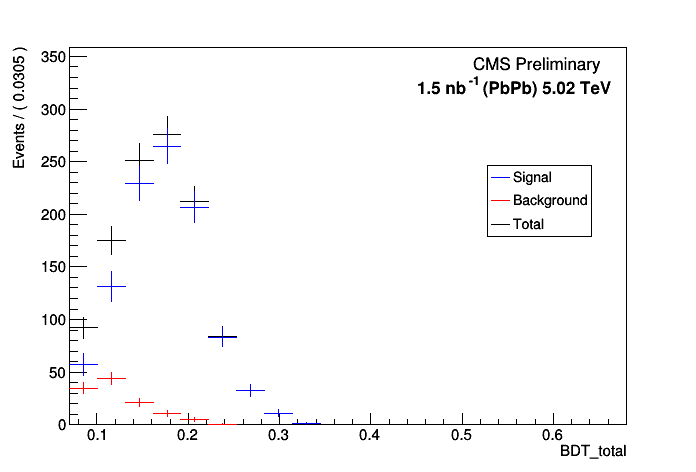 CMS Preliminary
1.5 nb-1 (PbPb) 5.02 TeV
Events / ( 0.0305 )
350
300
250
200
150
100
50
0
Signal
Background
Total
0.1 0.2 0.3 0.4 0.5 0.6
BDT_total